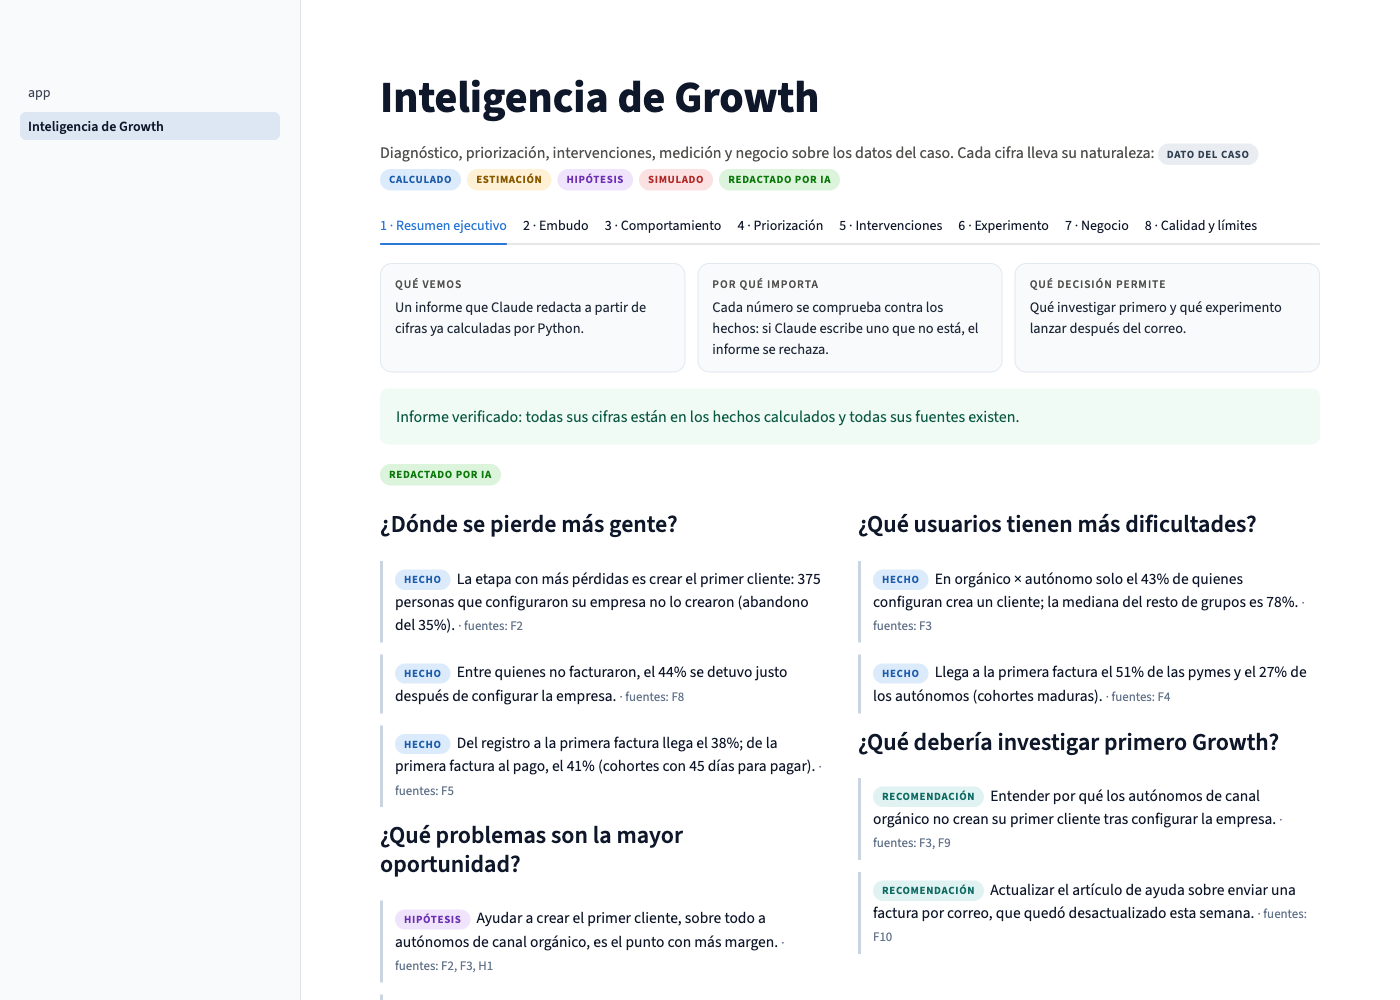 app
Inteligencia de Growth
Inteligencia de Growth
Diagnóstico, priorización, intervenciones, medición y negocio sobre los datos del caso. Cada cifra lleva su naturaleza: DATO DEL CASO
CALCULADO ESTIMACIÓN HIPÓTESIS SIMULADO REDACTADO POR IA
1 · Resumen ejecutivo 2 · Embudo 3 · Comportamiento 4 · Priorización 5 · Intervenciones 6 · Experimento 7 · Negocio 8 · Calidad y límites
QUÉ VEMOS
Un informe que Claude redacta a partir de
cifras ya calculadas por Python.
POR QUÉ IMPORTA
Cada número se comprueba contra los
hechos: si Claude escribe uno que no está, el
informe se rechaza.
QUÉ DECISIÓN PERMITE
Qué investigar primero y qué experimento
lanzar después del correo.
Informe verificado: todas sus cifras están en los hechos calculados y todas sus fuentes existen.
REDACTADO POR IA
¿Dónde se pierde más gente?
HECHO La etapa con más pérdidas es crear el primer cliente: 375
personas que configuraron su empresa no lo crearon (abandono
del 35%). · fuentes: F2
HECHO Entre quienes no facturaron, el 44% se detuvo justo
después de configurar la empresa. · fuentes: F8
HECHO Del registro a la primera factura llega el 38%; de la
primera factura al pago, el 41% (cohortes con 45 días para pagar). ·
fuentes: F5
¿Qué problemas son la mayor
oportunidad?
HIPÓTESIS Ayudar a crear el primer cliente, sobre todo a
autónomos de canal orgánico, es el punto con más margen. ·
fuentes: F2, F3, H1
¿Qué usuarios tienen más dificultades?
HECHO En orgánico × autónomo solo el 43% de quienes
configuran crea un cliente; la mediana del resto de grupos es 78%. ·
fuentes: F3
HECHO Llega a la primera factura el 51% de las pymes y el 27% de
los autónomos (cohortes maduras). · fuentes: F4
¿Qué debería investigar primero Growth?
RECOMENDACIÓN Entender por qué los autónomos de canal
orgánico no crean su primer cliente tras configurar la empresa. ·
fuentes: F3, F9
RECOMENDACIÓN Actualizar el artículo de ayuda sobre enviar una
factura por correo, que quedó desactualizado esta semana. · fuentes:
F10